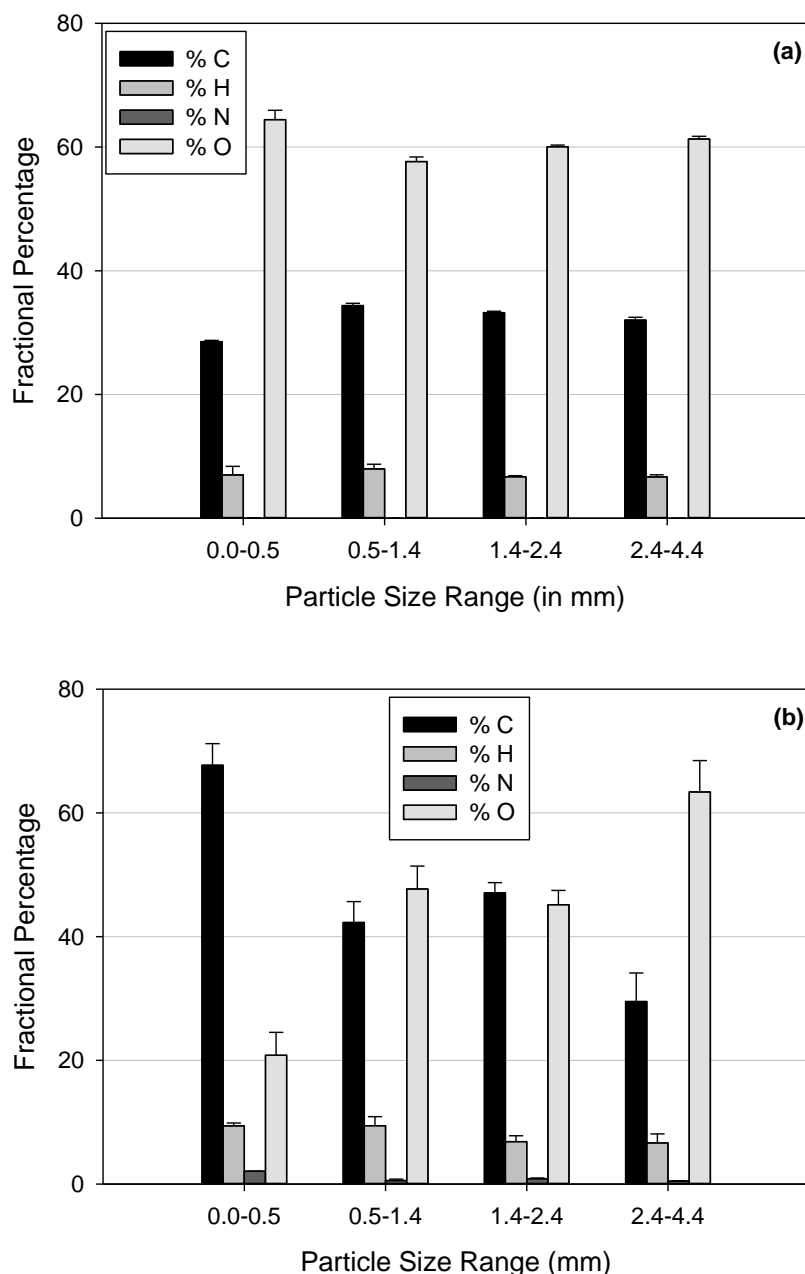 (a)
% C
% H
% N
% O
Fractional Percentage
80
60
40
20
0
0.0-0.5 0.5-1.4 1.4-2.4 2.4-4.4
Particle Size Range (in mm)
(b)
% C
% H
% N
% O
Fractional Percentage
80
60
40
20
0
0.0-0.5 0.5-1.4 1.4-2.4 2.4-4.4
Particle Size Range (mm)